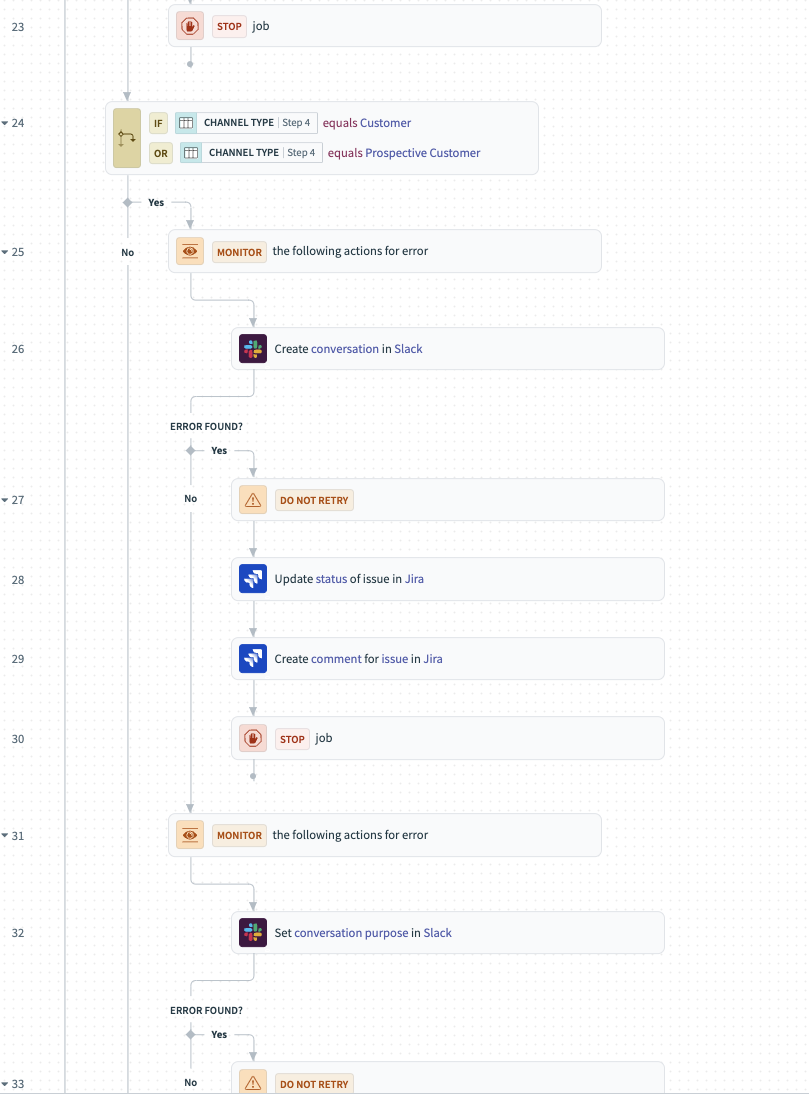 23 STOP job
24 IF CHANNEL TYPE Step 4 equals Customer
OR CHANNEL TYPE Step 4 equals Prospective Customer
Yes
25 No MONITOR the following actions for error
26 Create conversation in Slack
ERROR FOUND?
Yes
27 No DO NOT RETRY
28 Update status of issue in Jira
29 Create comment for issue in Jira
30 STOP job
31 MONITOR the following actions for error
32 Set conversation purpose in Slack
ERROR FOUND?
Yes
33 No DO NOT RETRY